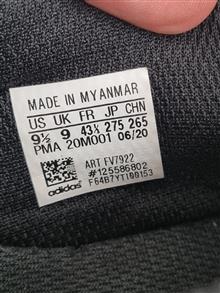 MADE IN MYANMAR
US UK FR JP CHN
9½ 9 43⅓ 275 265
PMA 20M001 06/20
ART FV7922
#125586802
F64B7YT100153
adidas